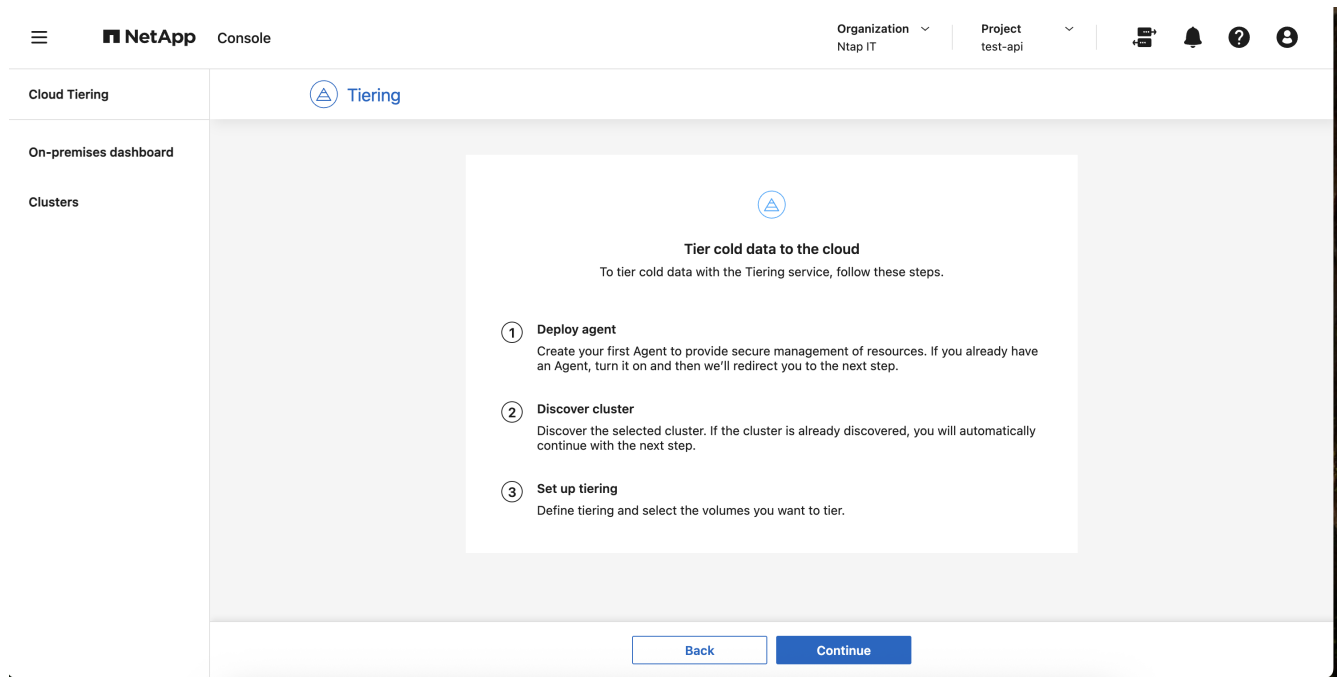 NetApp Console
Organization
Ntap IT
Project
test-api
Cloud Tiering
On-premises dashboard
Clusters
Tiering
Tier cold data to the cloud
To tier cold data with the Tiering service, follow these steps.
1 Deploy agent
Create your first Agent to provide secure management of resources. If you already have
an Agent, turn it on and then we'll redirect you to the next step.
2 Discover cluster
Discover the selected cluster. If the cluster is already discovered, you will automatically
continue with the next step.
3 Set up tiering
Define tiering and select the volumes you want to tier.
Back
Continue